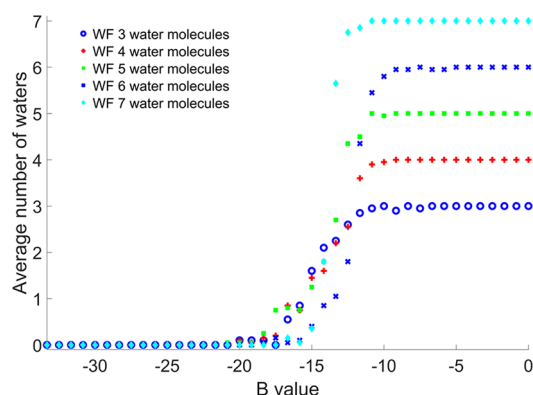 7
6
5
4
3
2
1
0
Average number of waters
WF 3 water molecules
WF 4 water molecules
WF 5 water molecules
WF 6 water molecules
WF 7 water molecules
-30 -25 -20 -15 -10 -5 0
B value